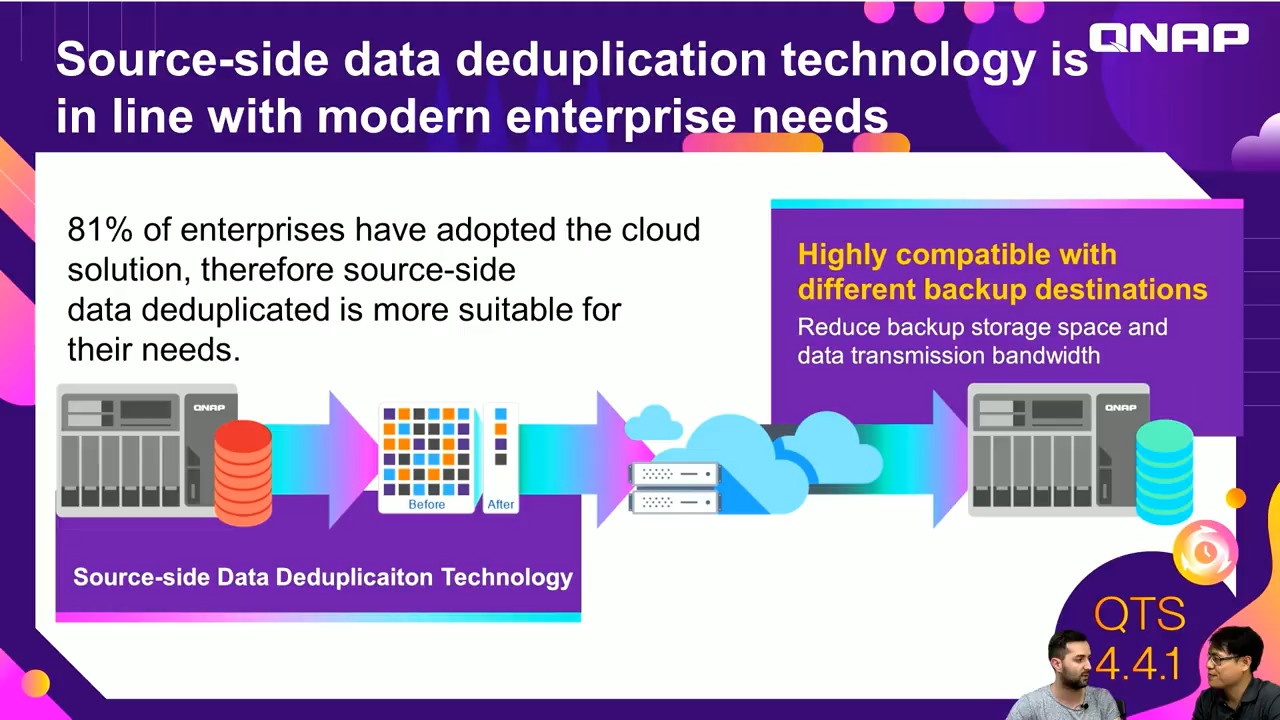 QNAP
Source-side data deduplication technology is
in line with modern enterprise needs
81% of enterprises have adopted the cloud
solution, therefore source-side
data deduplicated is more suitable for
their needs.
Highly compatible with
different backup destinations
Reduce backup storage space and
data transmission bandwidth
QNAP
Before
After
QNAP
Source-side Data Deduplicaiton Technology
QTS
4.4.1